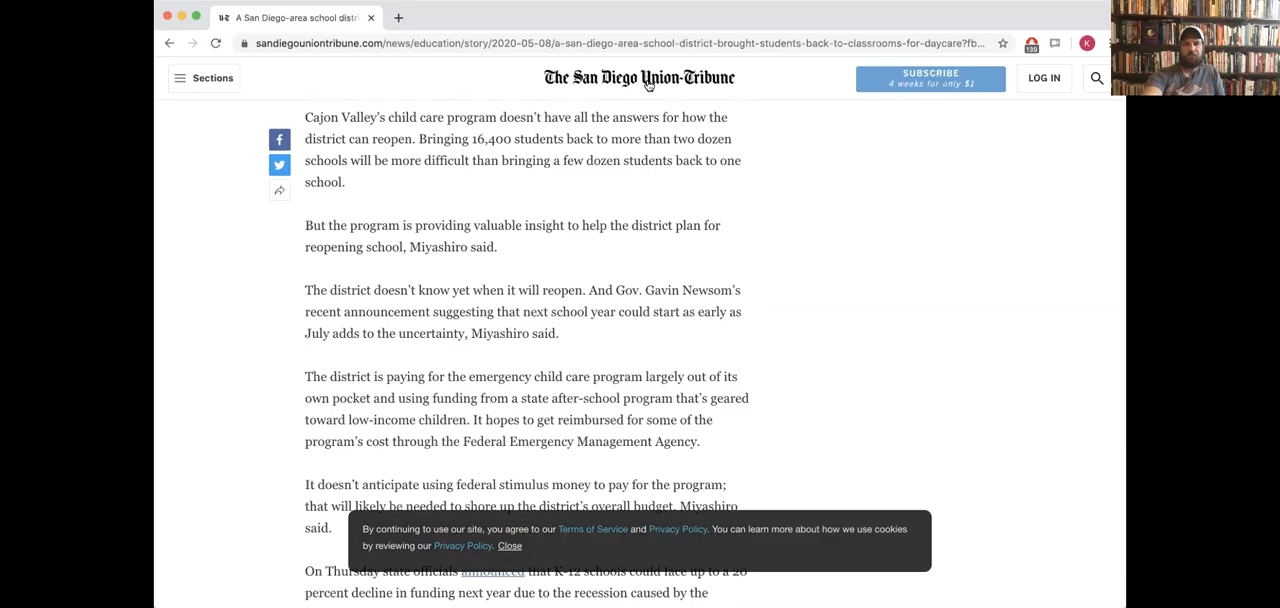 A San Diego-area school distri
sandiegouniontribune.com/news/education/story/2020-05-08/a-san-diego-area-school-district-brought-students-back-to-classrooms-for-daycare?fb...
139
K
Sections
The San Diego Union-Tribune
SUBSCRIBE
4 weeks for only $1
LOG IN
Cajon Valley's child care program doesn't have all the answers for how the
district can reopen. Bringing 16,400 students back to more than two dozen
schools will be more difficult than bringing a few dozen students back to one
school.
But the program is providing valuable insight to help the district plan for
reopening school, Miyashiro said.
The district doesn't know yet when it will reopen. And Gov. Gavin Newsom's
recent announcement suggesting that next school year could start as early as
July adds to the uncertainty, Miyashiro said.
The district is paying for the emergency child care program largely out of its
own pocket and using funding from a state after-school program that's geared
toward low-income children. It hopes to get reimbursed for some of the
program's cost through the Federal Emergency Management Agency.
It doesn't anticipate using federal stimulus money to pay for the program;
that will likely be needed to shore up the district's overall budget, Miyashiro
said.
By continuing to use our site, you agree to our Terms of Service and Privacy Policy. You can learn more about how we use cookies
by reviewing our Privacy Policy. Close
On Thursday state officials announced that K-12 schools could face up to a 20
percent decline in funding next year due to the recession caused by the